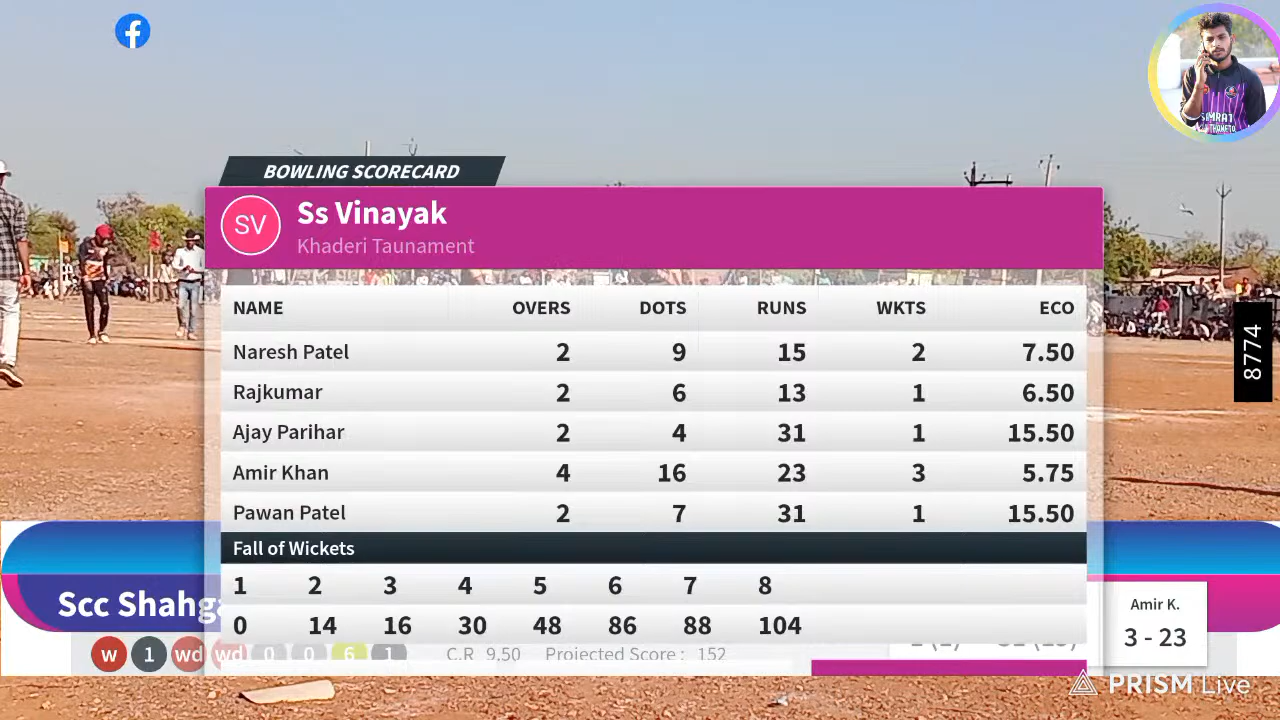 SIMRAT
THANETO
BOWLING SCORECARD
SV
Ss Vinayak
Khaderi Taunament
NAME OVERS DOTS RUNS WKTS ECO
Naresh Patel 2 9 15 2 7.50
Rajkumar 2 6 13 1 6.50
Ajay Parihar 2 4 31 1 15.50
Amir Khan 4 16 23 3 5.75
Pawan Patel 2 7 31 1 15.50
Fall of Wickets
1 2 3 4 5 6 7 8
0 14 16 30 48 86 88 104
8774
Scc Shahga
w 1 wd wd 0 0 6 1
C.R 9.50 Projected Score : 152
Amir K.
3 - 23
PRISM Live